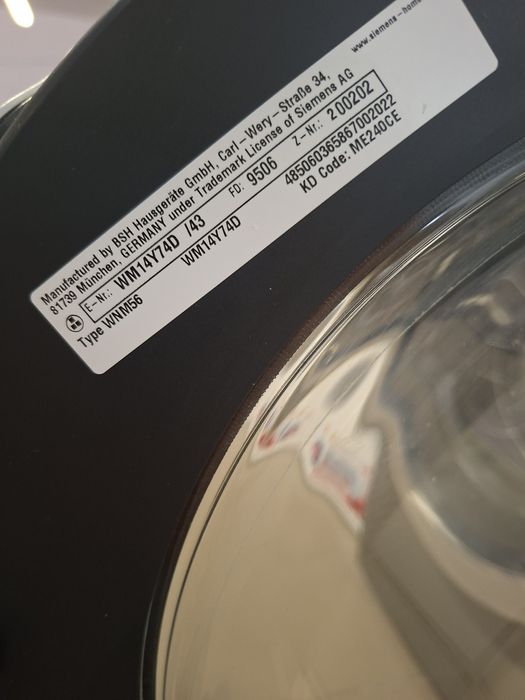 Manufactured by BSH Hausgeräte GmbH, Carl-Wery-Straße 34,
81739 München, GERMANY under Trademark License of Siemens AG
www.siemens-home
E-Nr.: WM14Y74D /43 FD: 9506 Z-Nr.: 200202
Type WNM56 WM14Y74D 485060365867002022
KD Code: ME240CE